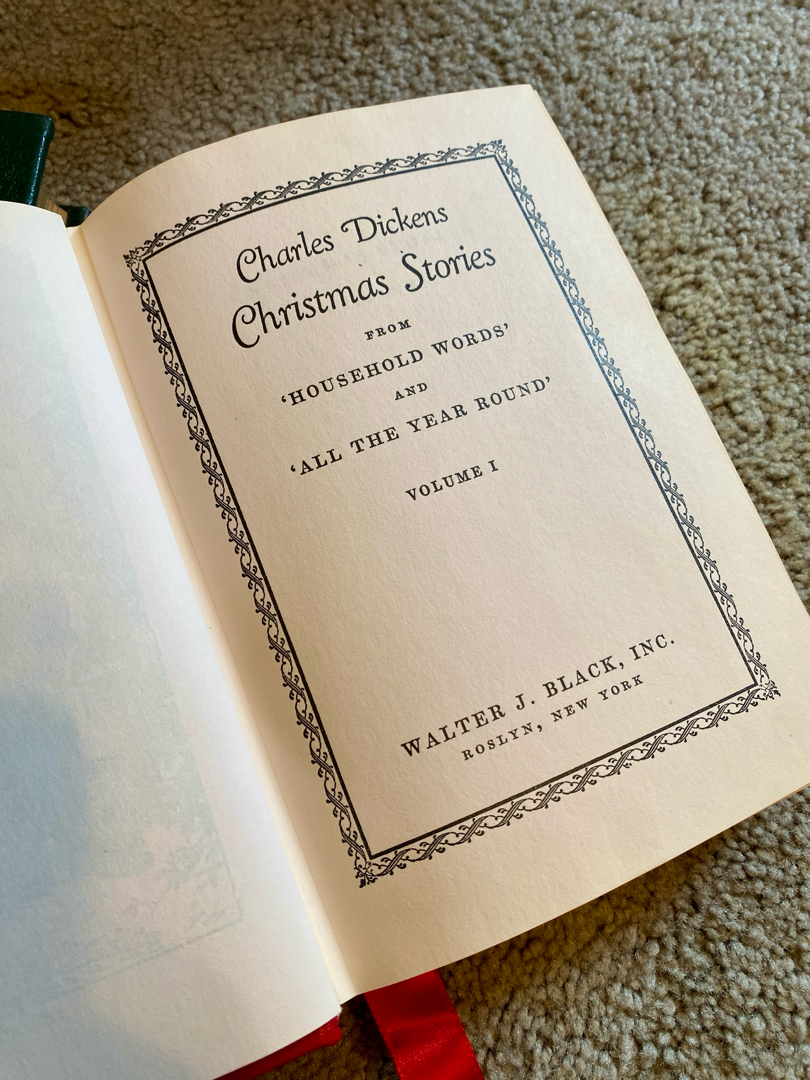 Charles Dickens
Christmas Stories
FROM
‘HOUSEHOLD WORDS’
AND
‘ALL THE YEAR ROUND’
VOLUME I
WALTER J. BLACK, INC.
ROSLYN, NEW YORK